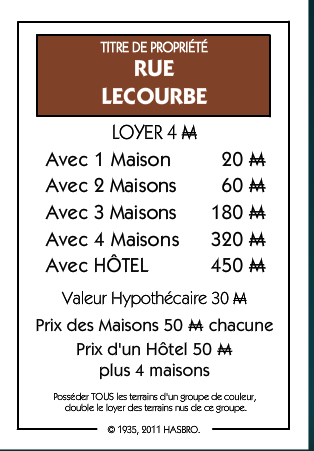 TITRE DE PROPRIÉTÉ
RUE
LECOURBE
LOYER 4 ₩
Avec 1 Maison 20 ₩
Avec 2 Maisons 60 ₩
Avec 3 Maisons 180 ₩
Avec 4 Maisons 320 ₩
Avec HÔTEL 450 ₩
Valeur Hypothécaire 30 ₩
Prix des Maisons 50 ₩ chacune
Prix d'un Hôtel 50 ₩
plus 4 maisons
Posséder TOUS les terrains d'un groupe de couleur,
double le loyer des terrains nus de ce groupe.
© 1935, 2011 HASBRO.